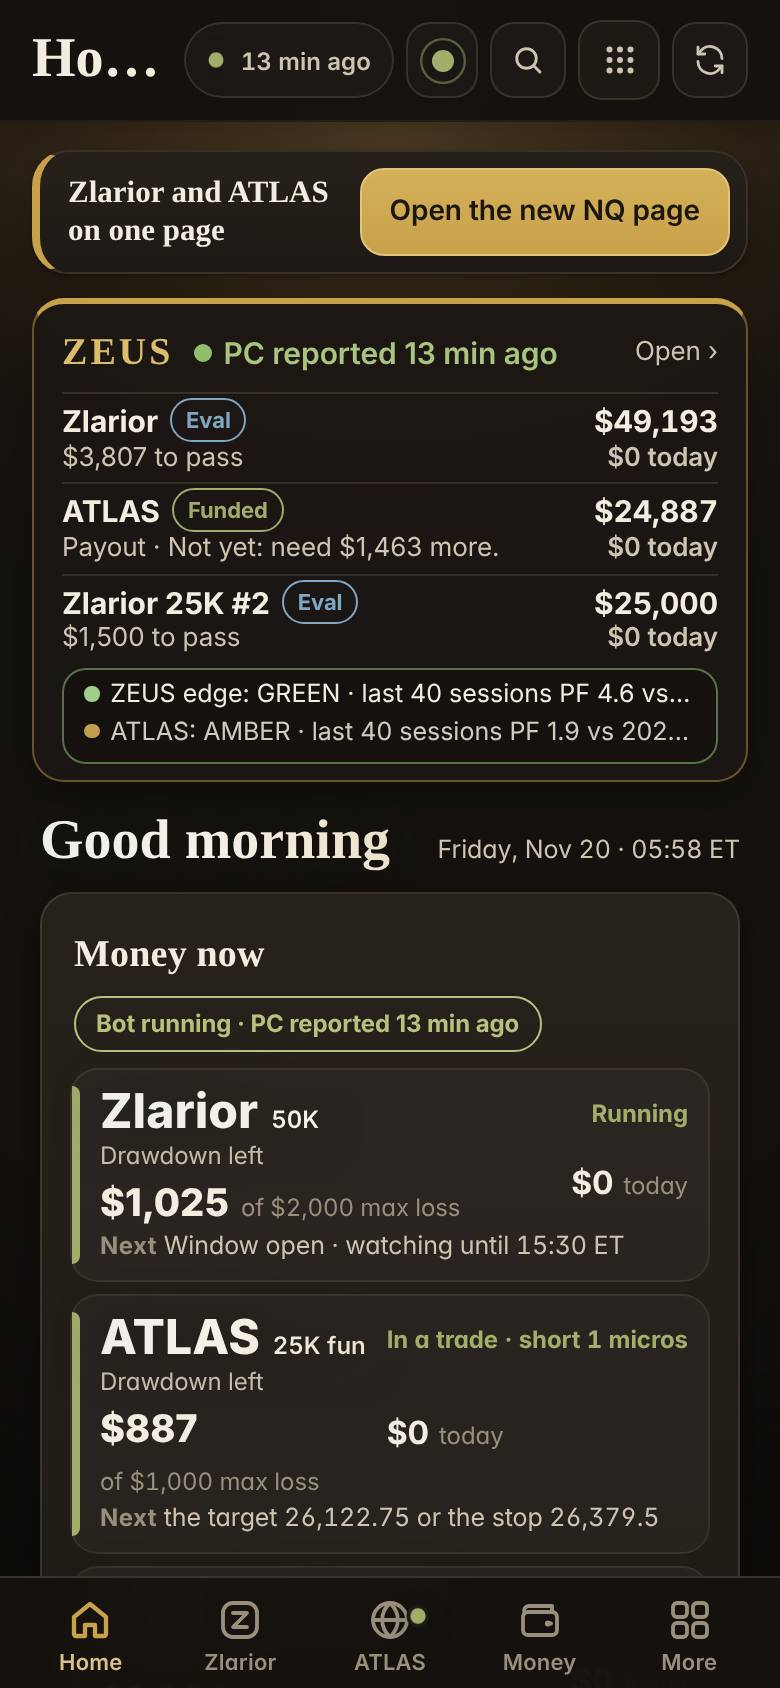 Ho…
13 min ago
Zlarior and ATLAS
on one page
Open the new NQ page
ZEUS
PC reported 13 min ago
Open ›
Zlarior Eval $49,193
$3,807 to pass $0 today
ATLAS Funded $24,887
Payout · Not yet: need $1,463 more. $0 today
Zlarior 25K #2 Eval $25,000
$1,500 to pass $0 today
ZEUS edge: GREEN · last 40 sessions PF 4.6 vs…
ATLAS: AMBER · last 40 sessions PF 1.9 vs 202…
Good morning Friday, Nov 20 · 05:58 ET
Money now
Bot running · PC reported 13 min ago
Zlarior 50K Running
Drawdown left
$1,025 of $2,000 max loss $0 today
Next Window open · watching until 15:30 ET
ATLAS 25K fun In a trade · short 1 micros
Drawdown left
$887 $0 today
of $1,000 max loss
Next the target 26,122.75 or the stop 26,379.5
Home Zlarior ATLAS Money More